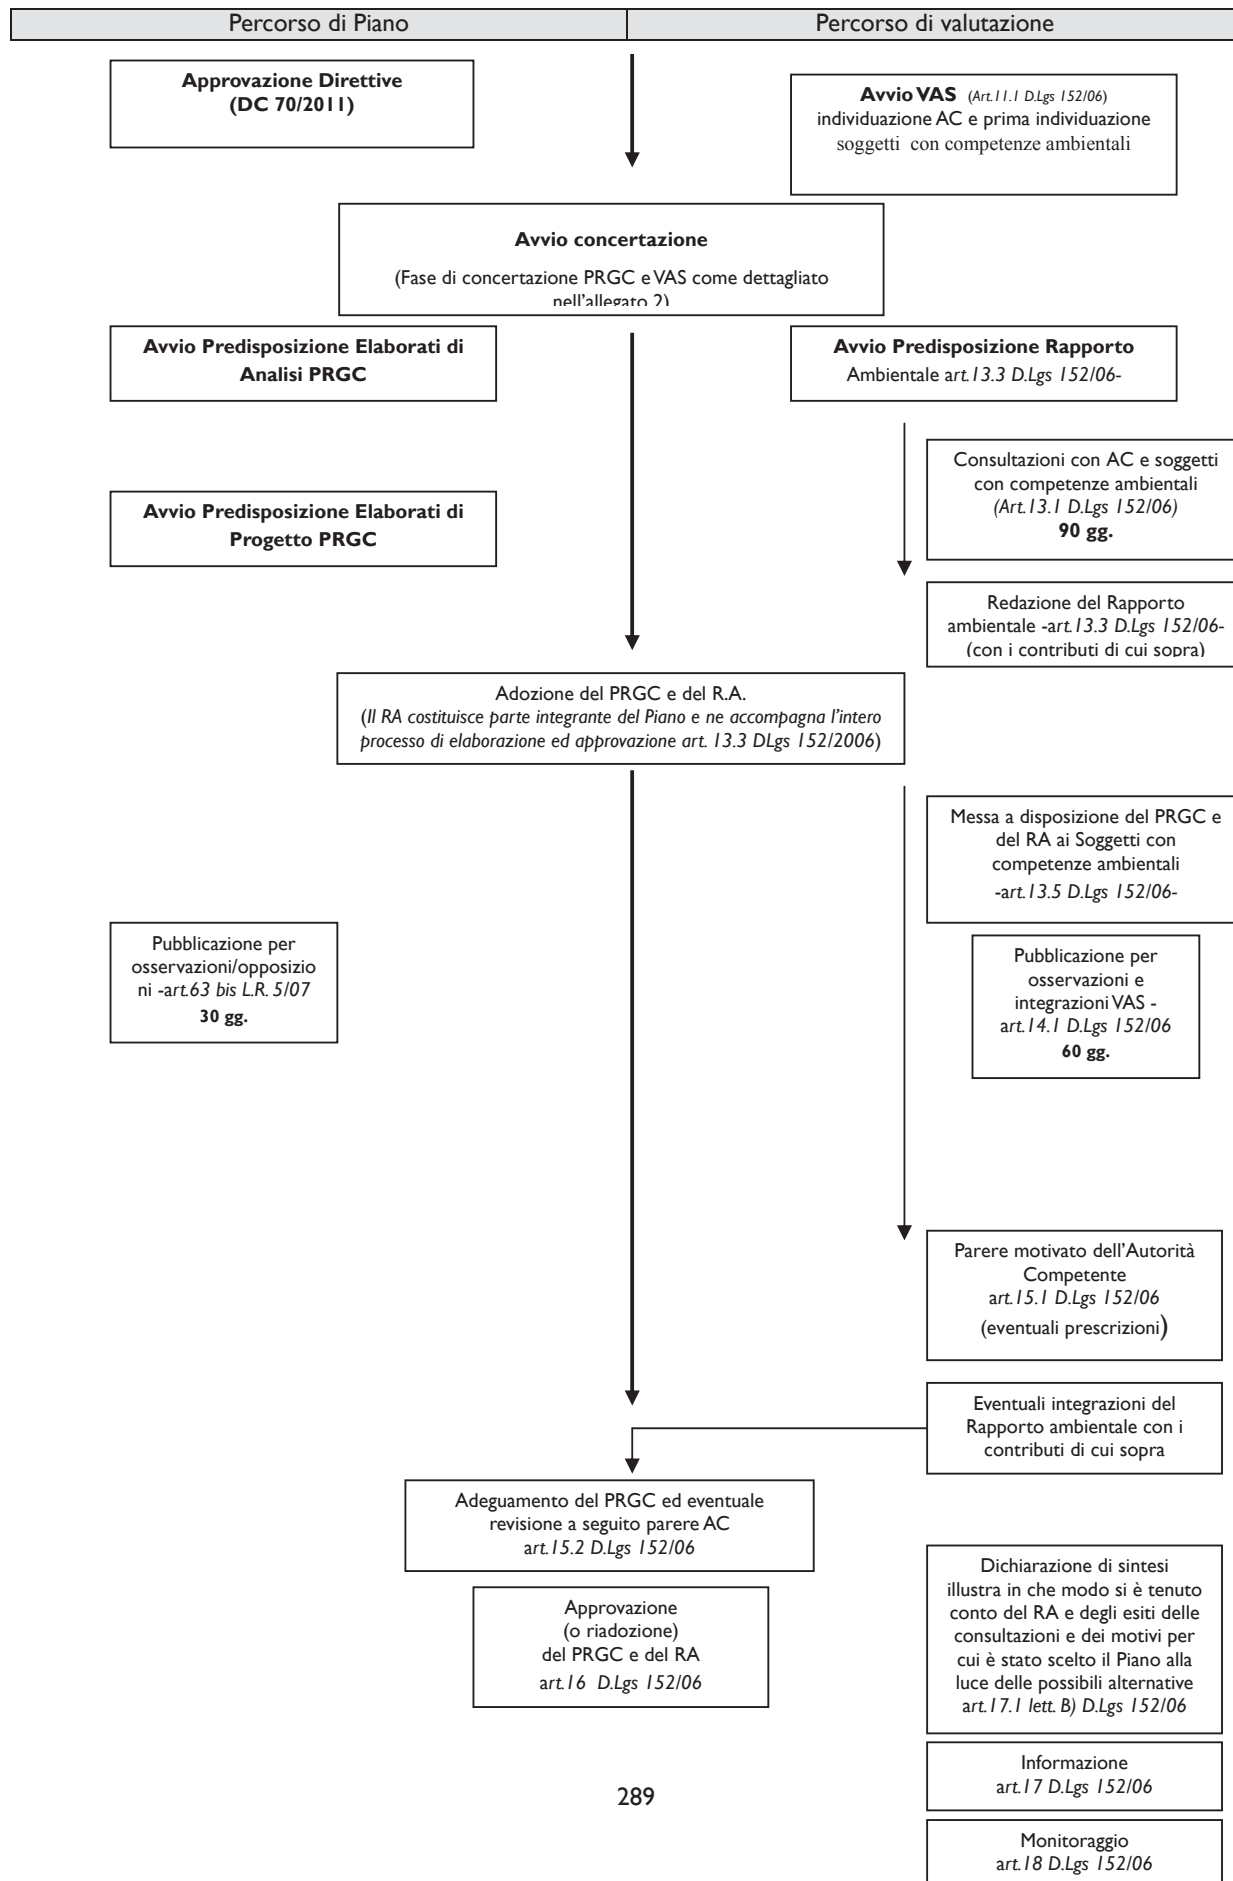 Percorso di Piano
Percorso di valutazione
Approvazione Direttive
(DC 70/2011)
Avvio VAS (Art.11.1 D.Lgs 152/06)
individuazione AC e prima individuazione
soggetti con competenze ambientali
Avvio concertazione
(Fase di concertazione PRGC e VAS come dettagliato
nell'allegato 2)
Avvio Predisposizione Elaborati di
Analisi PRGC
Avvio Predisposizione Rapporto
Ambientale art.13.3 D.Lgs 152/06-
Consultazioni con AC e soggetti
con competenze ambientali
(Art.13.1 D.Lgs 152/06)
90 gg.
Avvio Predisposizione Elaborati di
Progetto PRGC
Redazione del Rapporto
ambientale -art.13.3 D.Lgs 152/06-
(con i contributi di cui sopra)
Adozione del PRGC e del R.A.
(Il RA costituisce parte integrante del Piano e ne accompagna l'intero
processo di elaborazione ed approvazione art. 13.3 DLgs 152/2006)
Messa a disposizione del PRGC e
del RA ai Soggetti con
competenze ambientali
-art.13.5 D.Lgs 152/06-
Pubblicazione per
osservazioni/opposizio
ni -art.63 bis L.R. 5/07
30 gg.
Pubblicazione per
osservazioni e
integrazioni VAS -
art.14.1 D.Lgs 152/06
60 gg.
Parere motivato dell'Autorità
Competente
art.15.1 D.Lgs 152/06
(eventuali prescrizioni)
Eventuali integrazioni del
Rapporto ambientale con i
contributi di cui sopra
Adeguamento del PRGC ed eventuale
revisione a seguito parere AC
art.15.2 D.Lgs 152/06
Approvazione
(o riadozione)
del PRGC e del RA
art.16 D.Lgs 152/06
Dichiarazione di sintesi
illustra in che modo si è tenuto
conto del RA e degli esiti delle
consultazioni e dei motivi per
cui è stato scelto il Piano alla
luce delle possibili alternative
art.17.1 lett. B) D.Lgs 152/06
Informazione
art.17 D.Lgs 152/06
289
Monitoraggio
art.18 D.Lgs 152/06